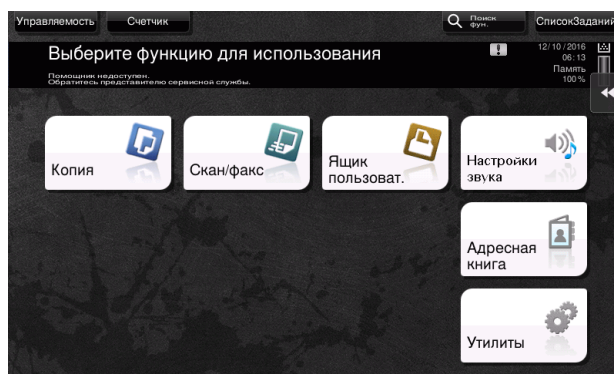 Управляемость
Счетчик
Поиск
фун.
СписокЗаданий
Выберите функцию для использования
Помощник недоступен.
Обратитесь представителю сервисной службы.
12/10/2016
06:13
Память
100%
Копия
Скан/факс
Ящик
пользоват.
Настройки
звука
Адресная
книга
Утилиты